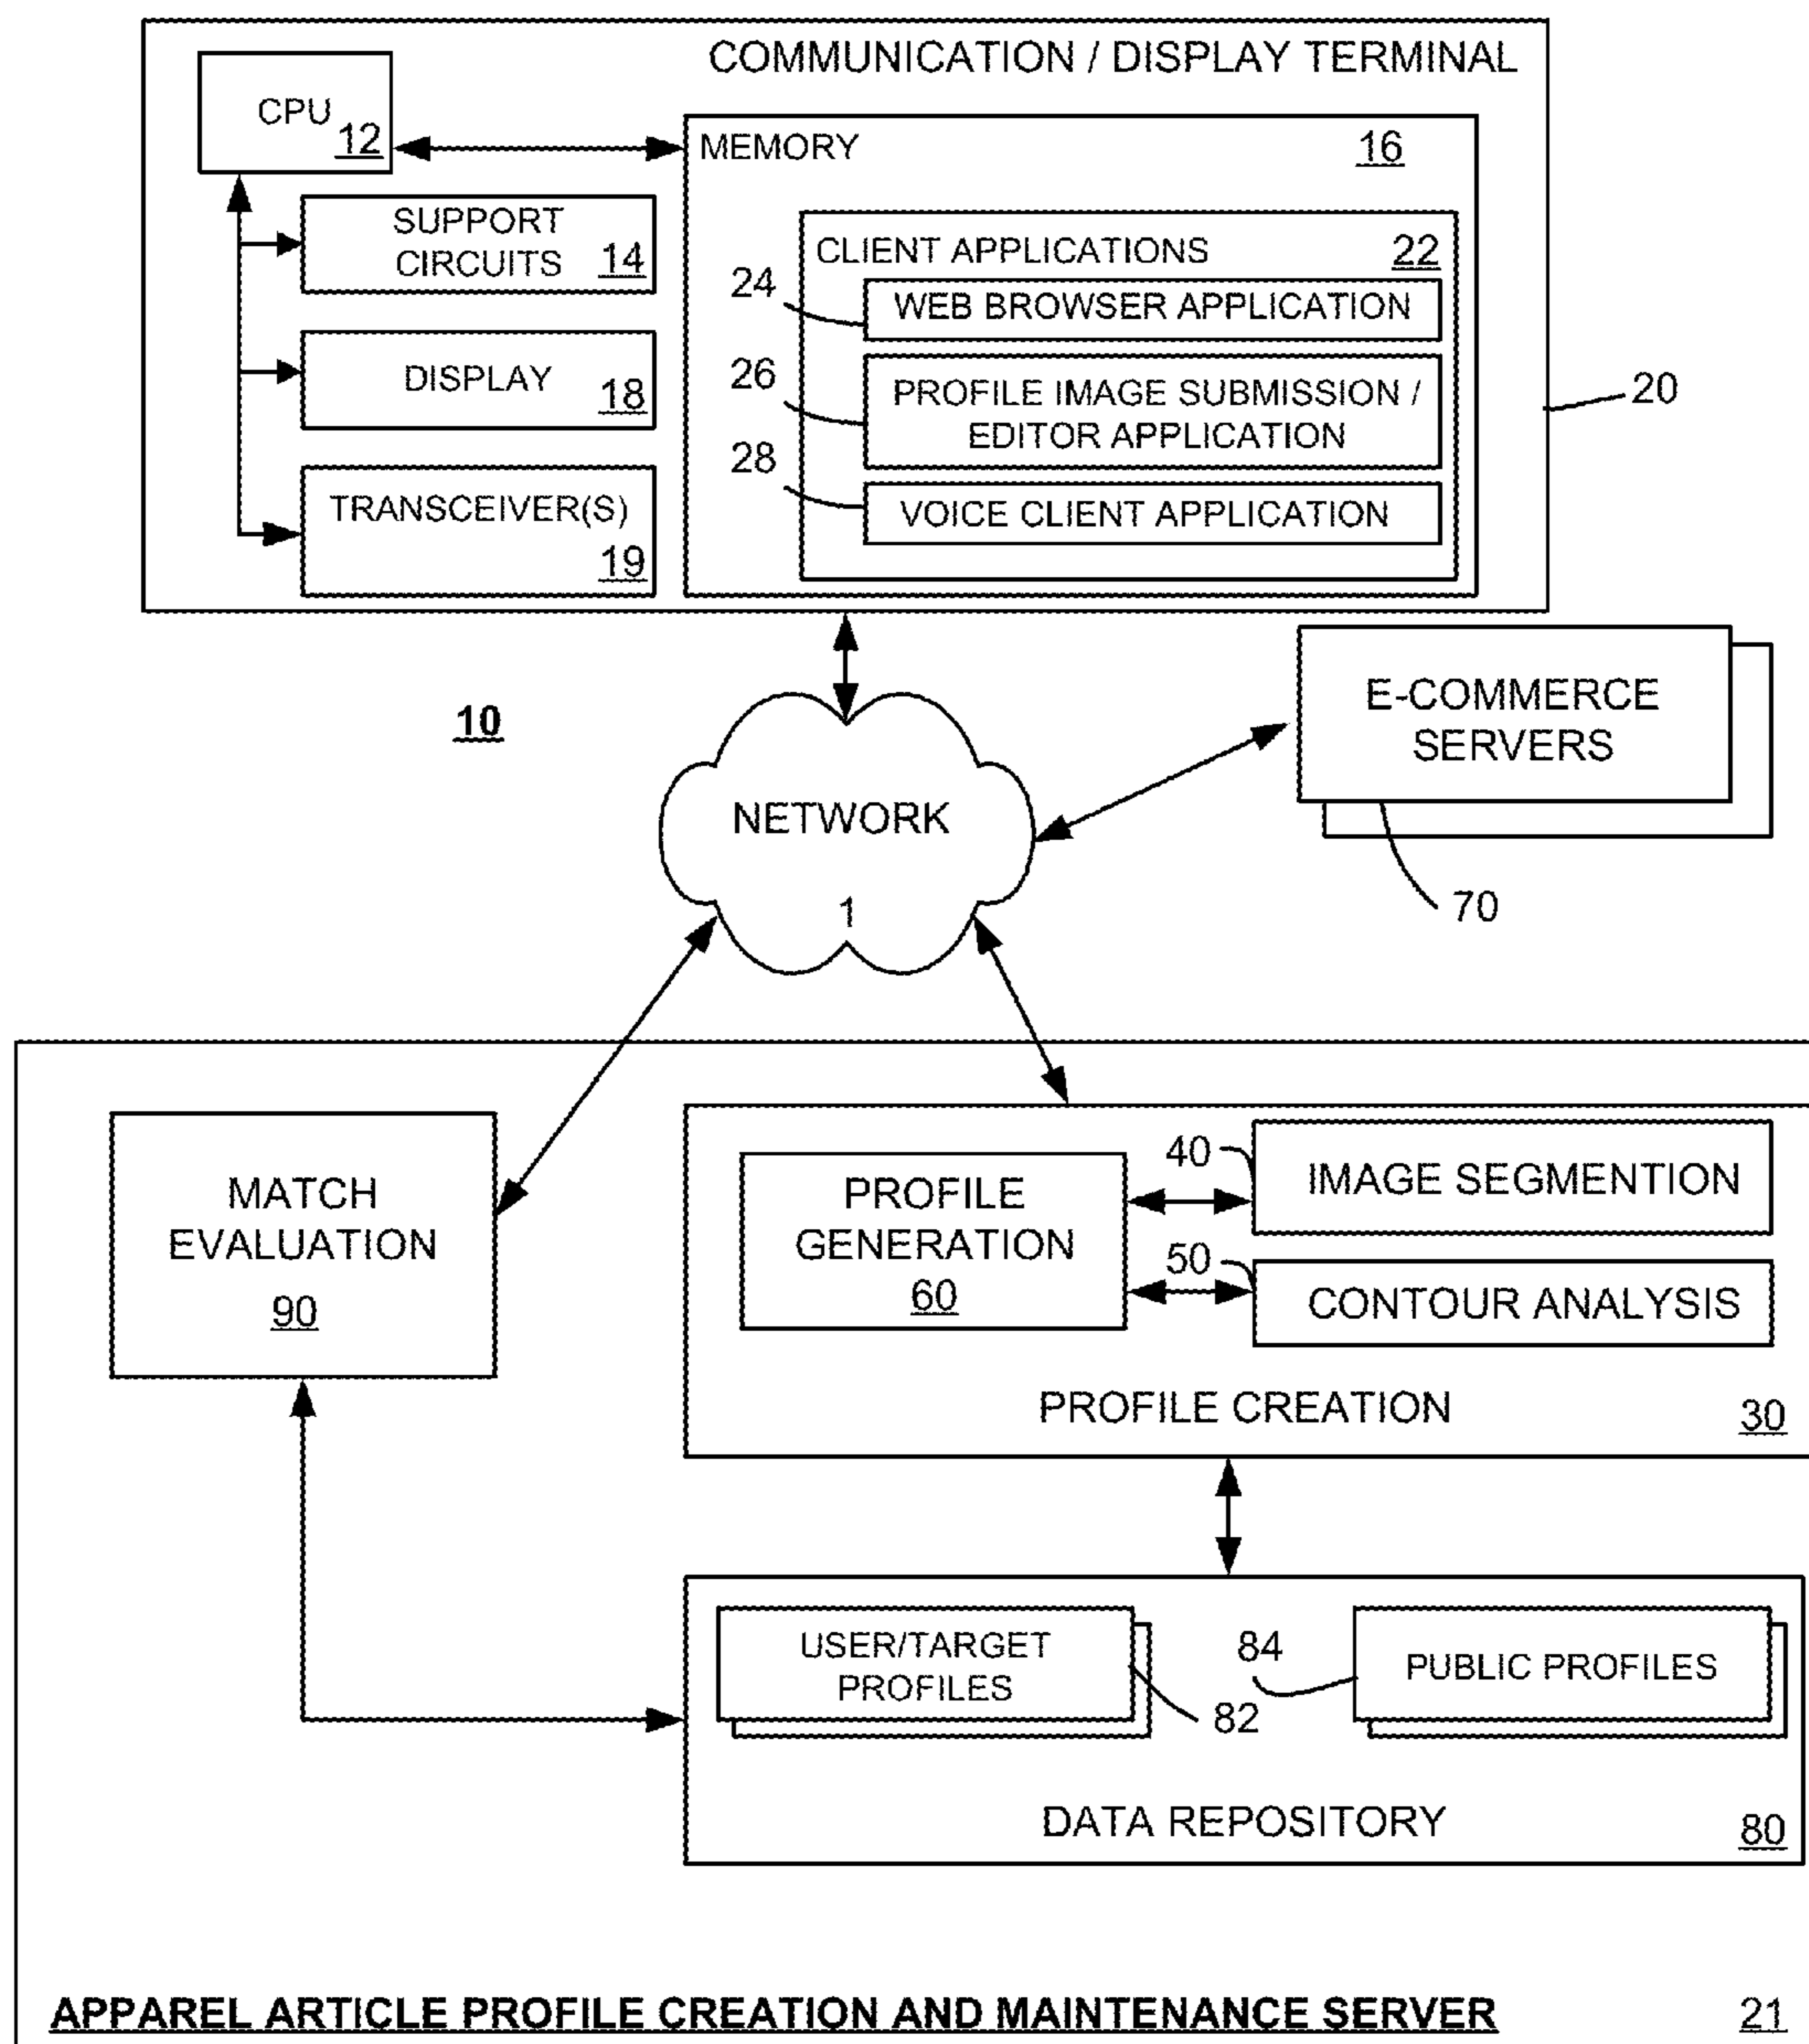 COMMUNICATION / DISPLAY TERMINAL
CPU
12
MEMORY
16
SUPPORT
CIRCUITS
14
CLIENT APPLICATIONS
22
24
WEB BROWSER APPLICATION
DISPLAY
18
26
PROFILE IMAGE SUBMISSION /
EDITOR APPLICATION
20
28
VOICE CLIENT APPLICATION
TRANSCEIVER(S)
19
10
E-COMMERCE
SERVERS
70
NETWORK
1
MATCH
EVALUATION
90
PROFILE
GENERATION
60
40
IMAGE SEGMENTION
50
CONTOUR ANALYSIS
PROFILE CREATION
30
USER/TARGET
PROFILES
82
84
PUBLIC PROFILES
DATA REPOSITORY
80
APPAREL ARTICLE PROFILE CREATION AND MAINTENANCE SERVER
21